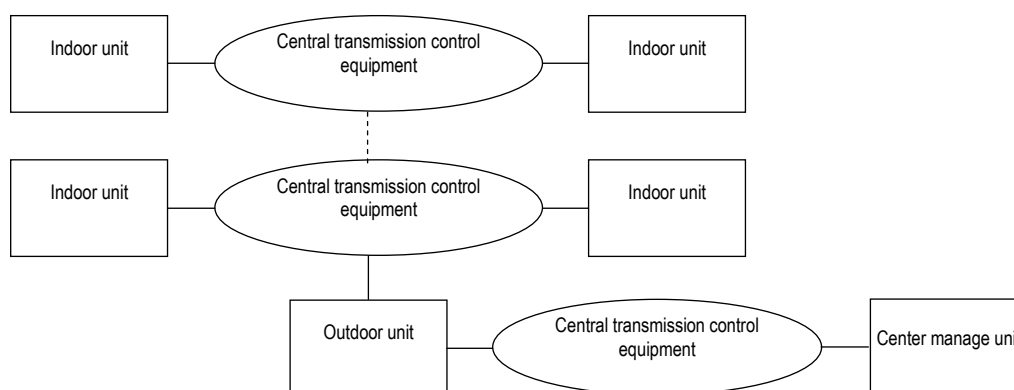 Indoor unit
Central transmission control
equipment
Indoor unit
Indoor unit
Central transmission control
equipment
Indoor unit
Outdoor unit
Central transmission control
equipment
Center manage uni